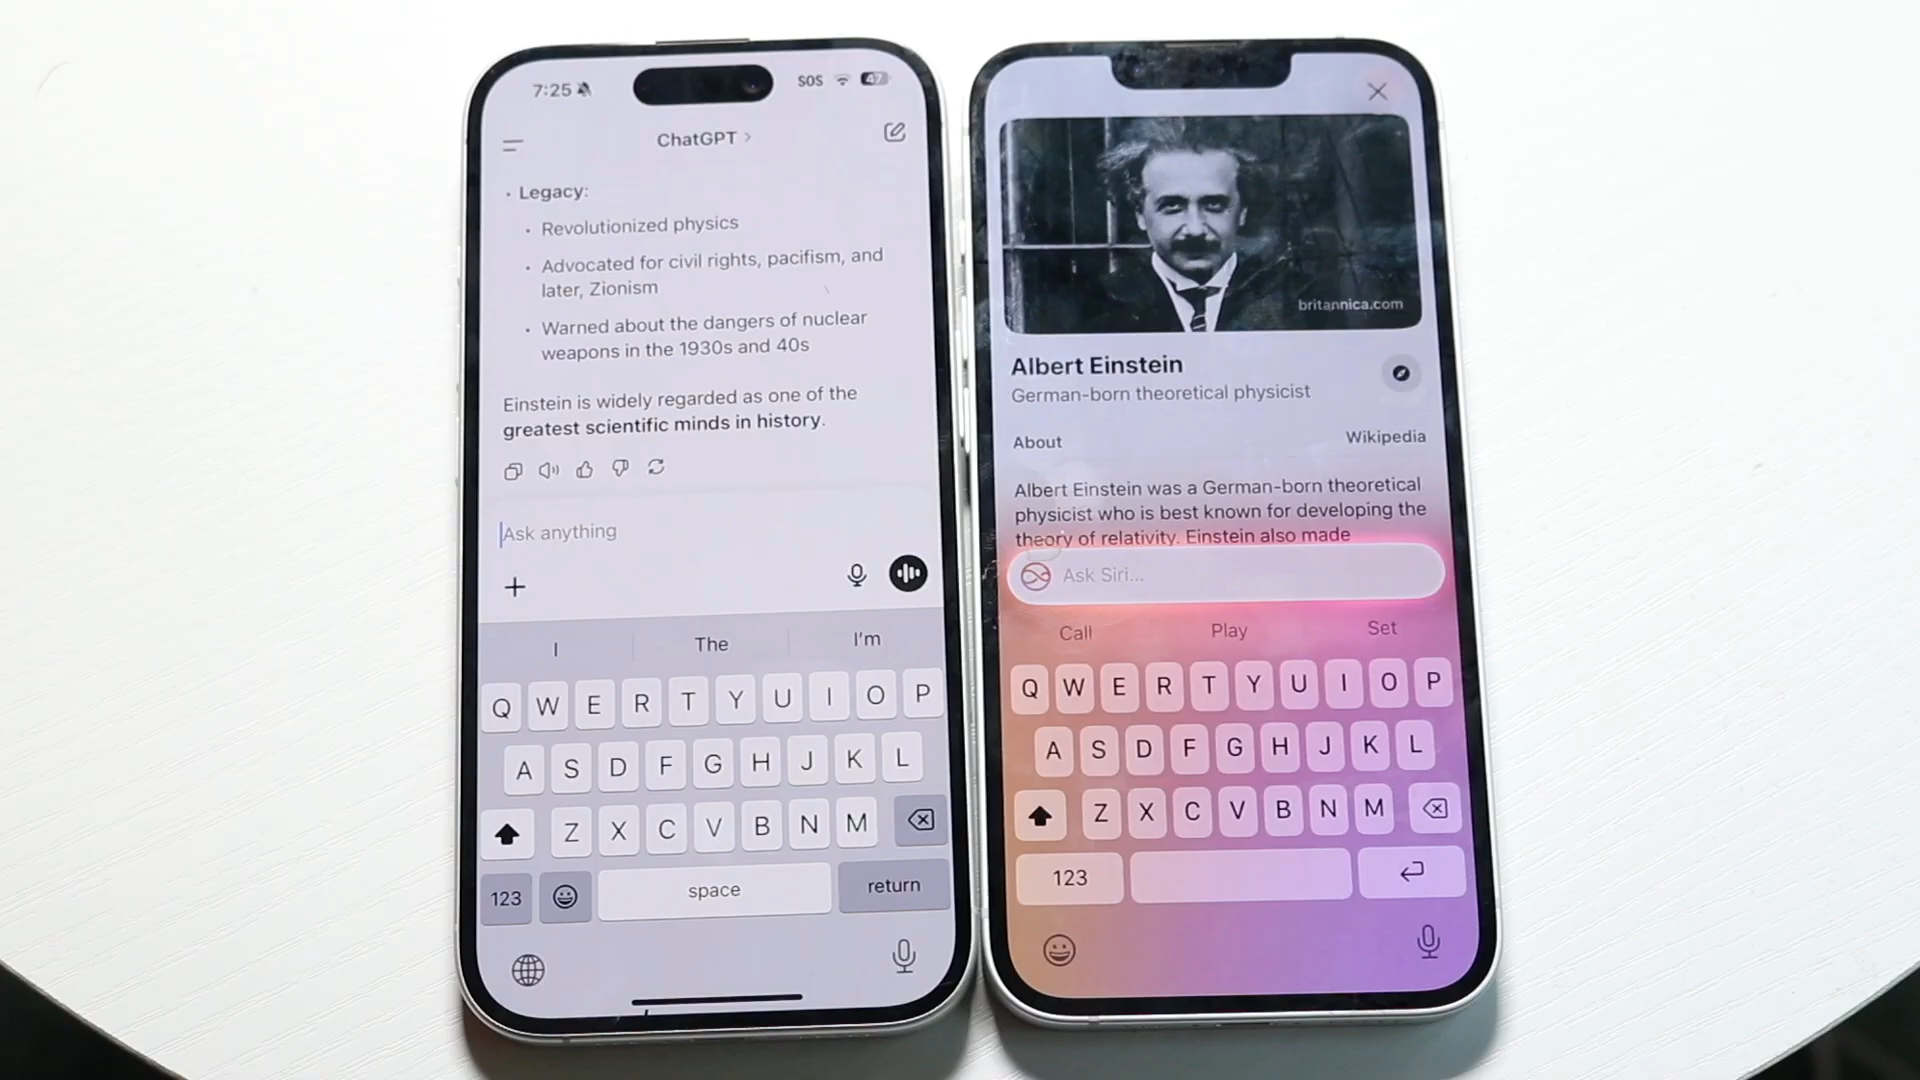 7:25
SOS
47
ChatGPT >
• Legacy:
• Revolutionized physics
• Advocated for civil rights, pacifism, and
later, Zionism
• Warned about the dangers of nuclear
weapons in the 1930s and 40s
Einstein is widely regarded as one of the
greatest scientific minds in history.
Ask anything
I The I'm
Q W E R T Y U I O P
A S D F G H J K L
Z X C V B N M
123 space return
britannica.com
Albert Einstein
German-born theoretical physicist
About Wikipedia
Albert Einstein was a German-born theoretical
physicist who is best known for developing the
theory of relativity. Einstein also made
Ask Siri...
Call Play Set
Q W E R T Y U I O P
A S D F G H J K L
Z X C V B N M
123